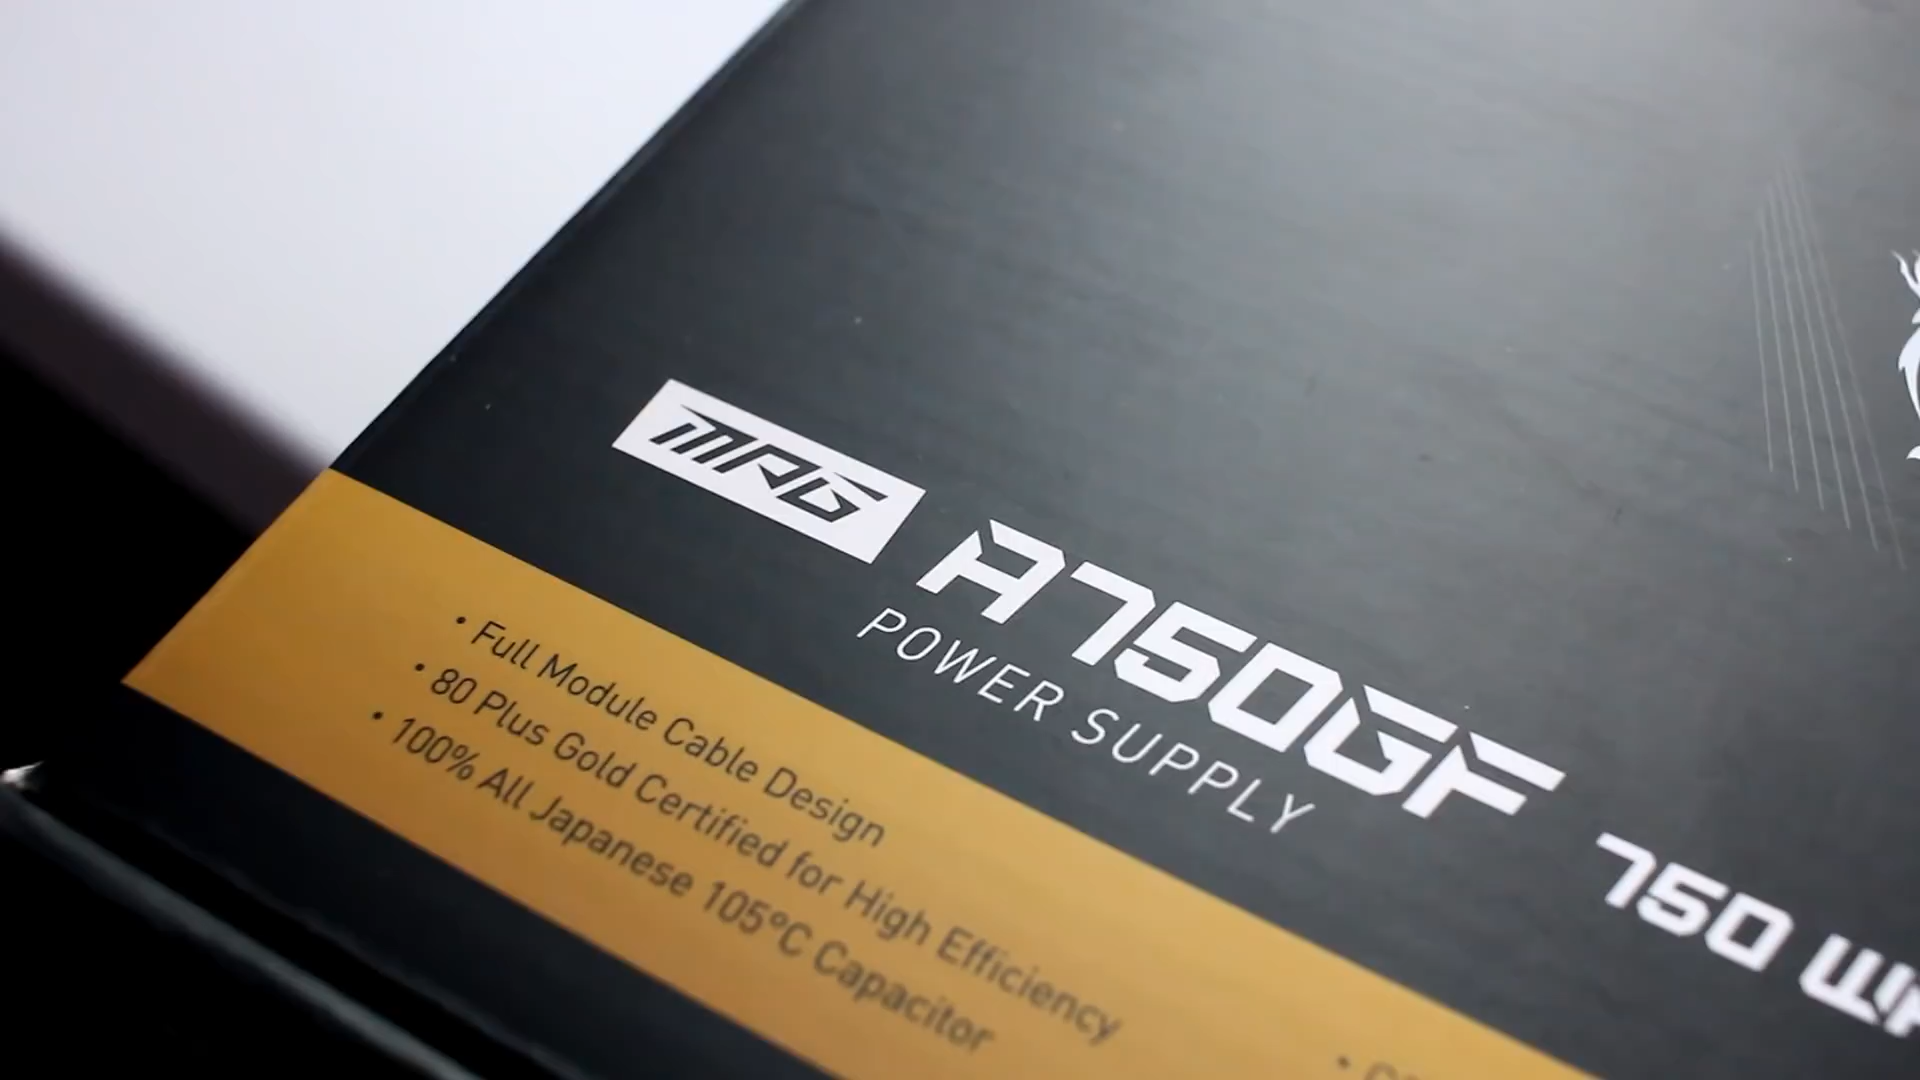 MPG
A750GF
POWER SUPPLY
750
• Full Module Cable Design
• 80 Plus Gold Certified for High Efficiency
• 100% All Japanese 105°C Capacitor